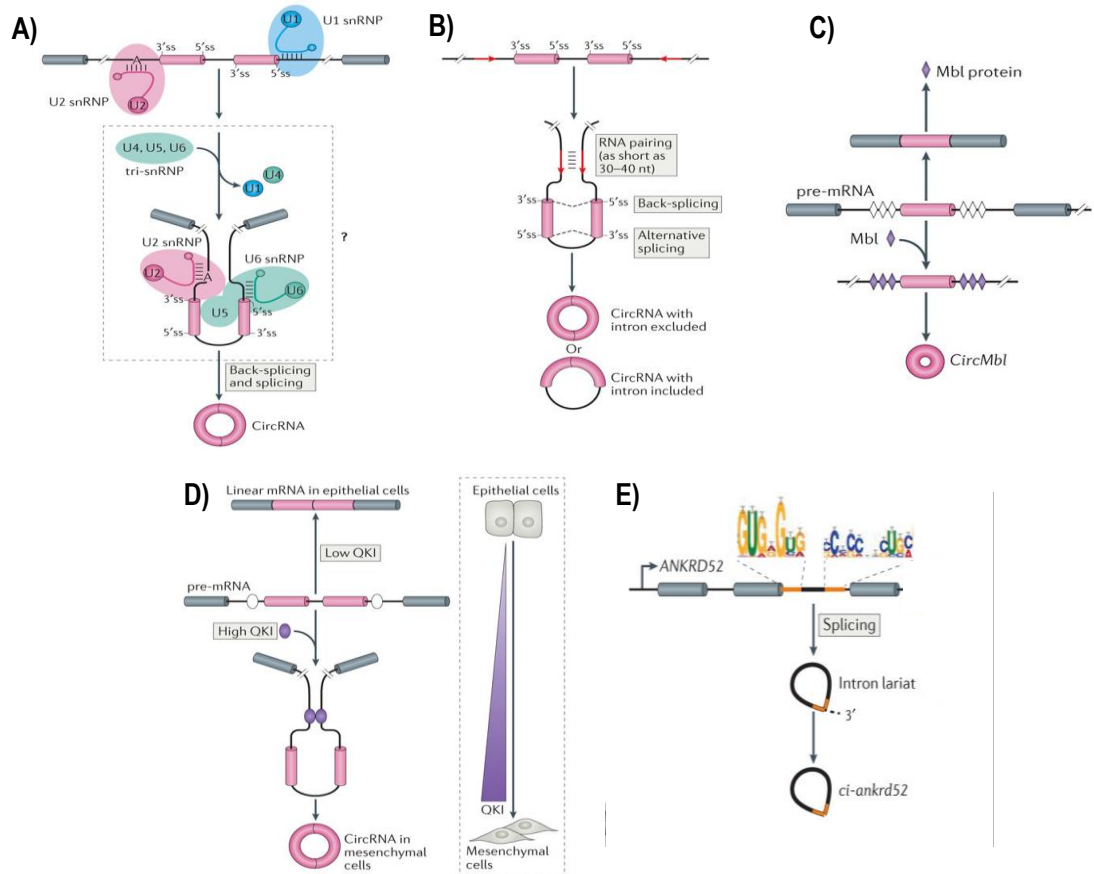 A)
U1
U1 snRNP
3'ss 5'ss
A
3'ss 5'ss
U2 snRNP
U2
U4, U5, U6
tri-snRNP
U1
U4
?
U2 snRNP
U2
A
U6 snRNP
U6
3'ss
U5
5'ss
5'ss
3'ss
Back-splicing
and splicing
CircRNA
B)
3'ss 5'ss 3'ss 5'ss
RNA pairing
(as short as
30–40 nt)
3'ss
5'ss
Back-splicing
5'ss
3'ss
Alternative
splicing
CircRNA with
intron excluded
Or
CircRNA with
intron included
C)
Mbl protein
pre-mRNA
Mbl
CircMbl
D)
Linear mRNA in epithelial cells
Low QKI
pre-mRNA
High QKI
CircRNA in
mesenchymal
cells
Epithelial cells
QKI
Mesenchymal
cells
E)
ANKRD52
Splicing
Intron lariat
3'
ci-ankrd52